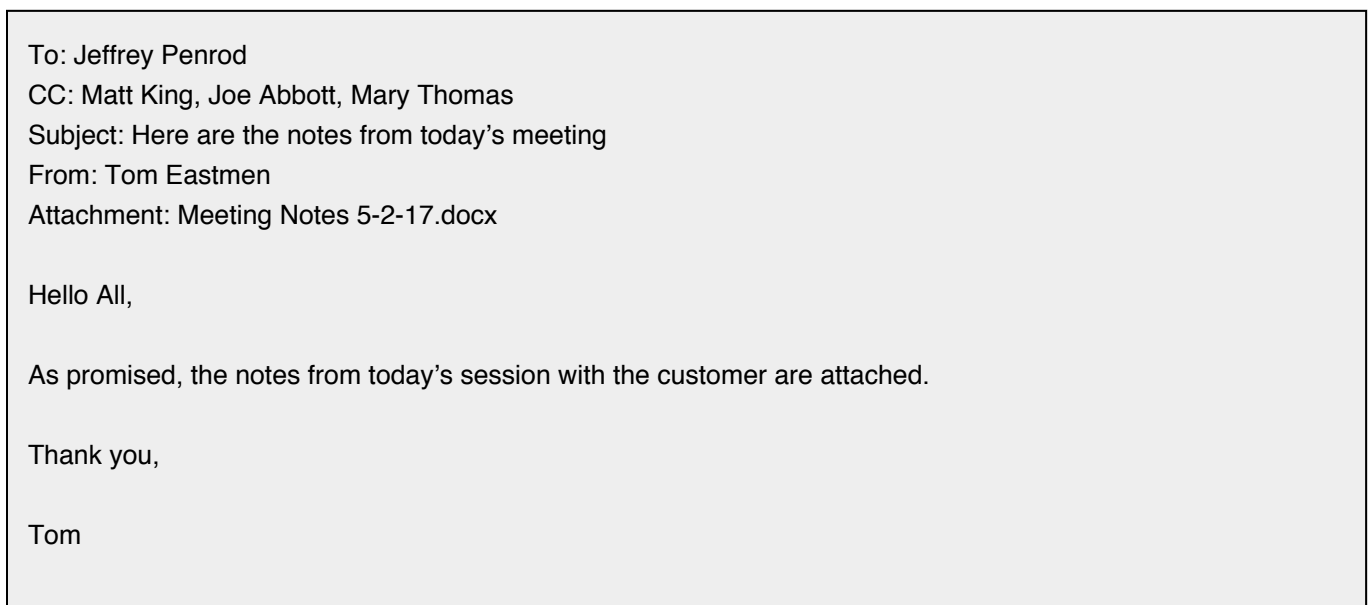 To: Jeffrey Penrod
CC: Matt King, Joe Abbott, Mary Thomas
Subject: Here are the notes from today’s meeting
From: Tom Eastmen
Attachment: Meeting Notes 5-2-17.docx
Hello All,
As promised, the notes from today’s session with the customer are attached.
Thank you,
Tom